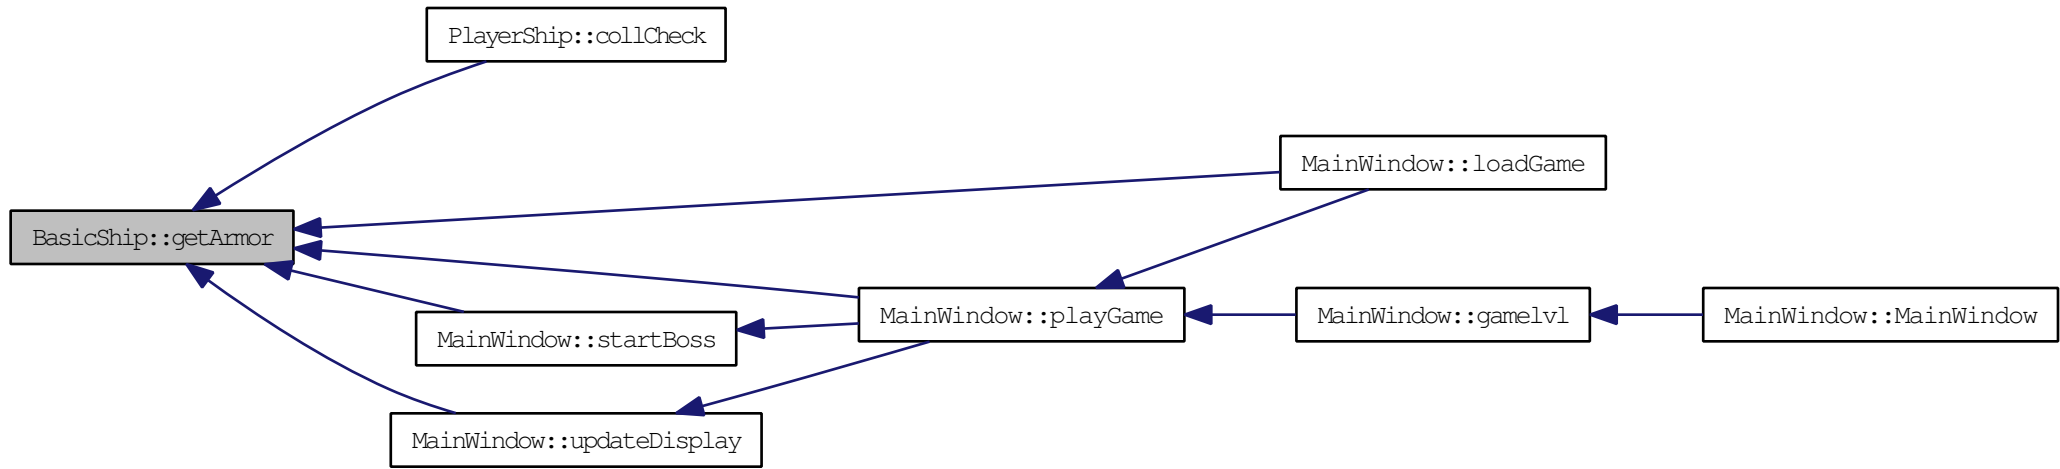 PlayerShip::collCheck
MainWindow::loadGame
BasicShip::getArmor
MainWindow::playGame
MainWindow::gamelvl
MainWindow::MainWindow
MainWindow::startBoss
MainWindow::updateDisplay